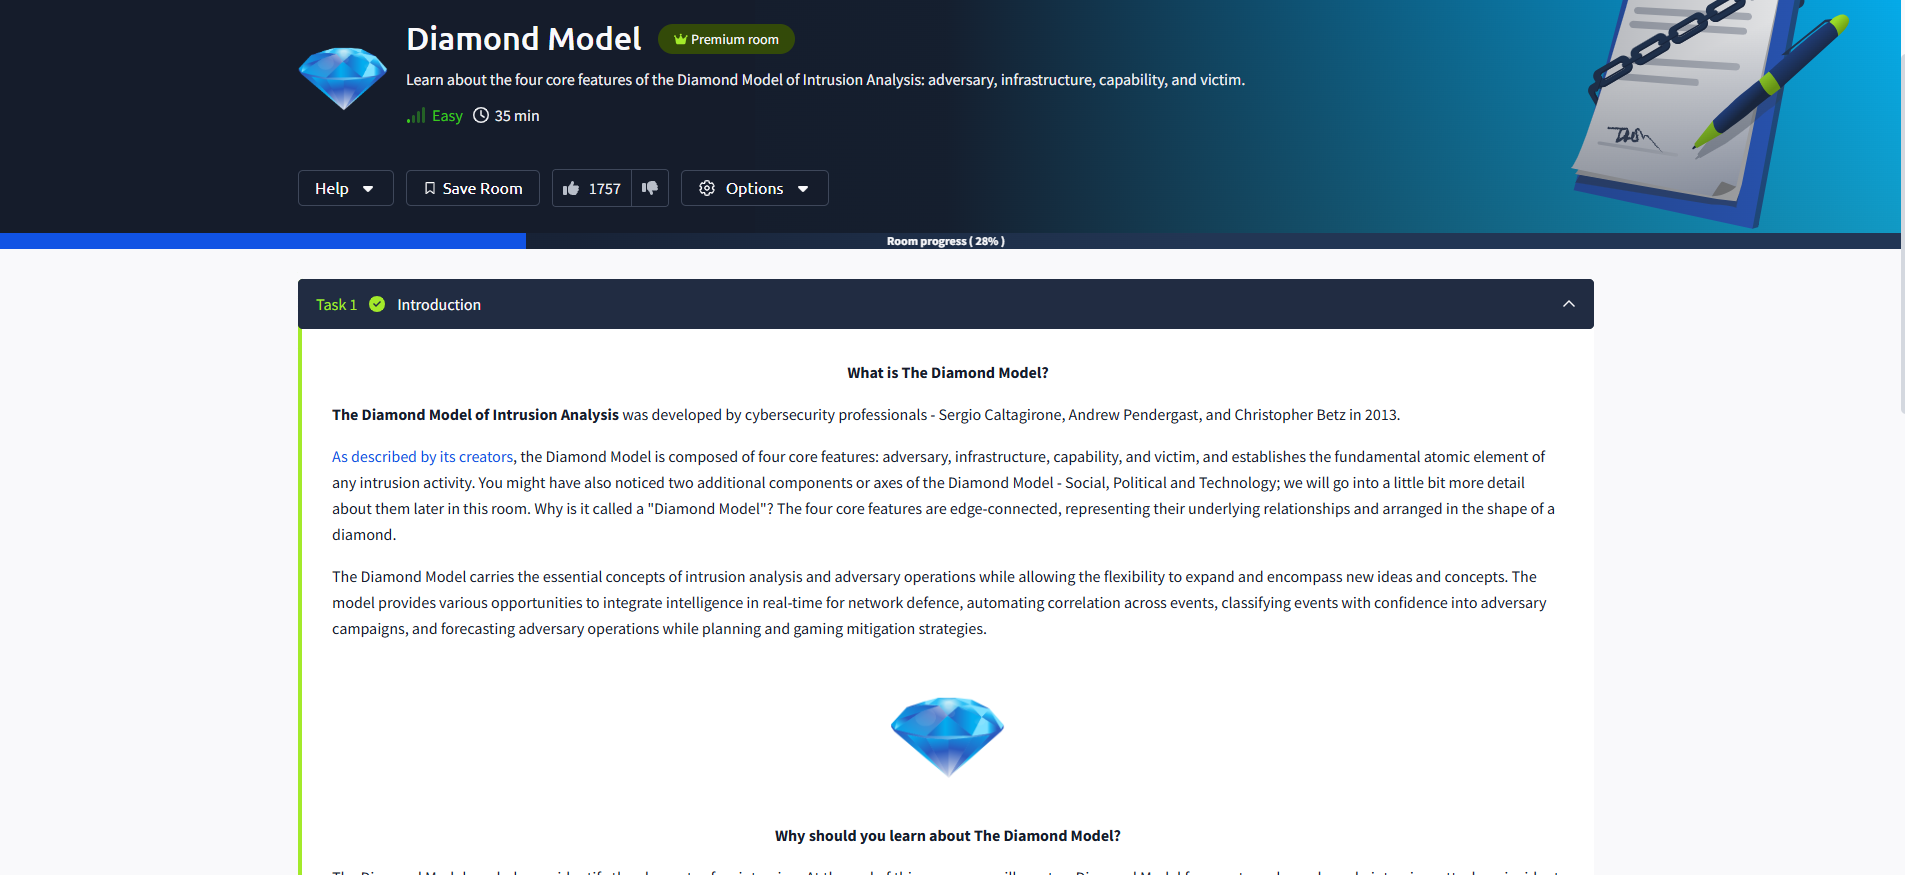 Diamond Model
Premium room
Learn about the four core features of the Diamond Model of Intrusion Analysis: adversary, infrastructure, capability, and victim.
Easy 35 min
Help Save Room 1757 Options
Room progress ( 28% )
Task 1 Introduction
What is The Diamond Model?
The Diamond Model of Intrusion Analysis was developed by cybersecurity professionals - Sergio Caltagirone, Andrew Pendergast, and Christopher Betz in 2013.
As described by its creators, the Diamond Model is composed of four core features: adversary, infrastructure, capability, and victim, and establishes the fundamental atomic element of
any intrusion activity. You might have also noticed two additional components or axes of the Diamond Model - Social, Political and Technology; we will go into a little bit more detail
about them later in this room. Why is it called a "Diamond Model"? The four core features are edge-connected, representing their underlying relationships and arranged in the shape of a
diamond.
The Diamond Model carries the essential concepts of intrusion analysis and adversary operations while allowing the flexibility to expand and encompass new ideas and concepts. The
model provides various opportunities to integrate intelligence in real-time for network defence, automating correlation across events, classifying events with confidence into adversary
campaigns, and forecasting adversary operations while planning and gaming mitigation strategies.
Why should you learn about The Diamond Model?